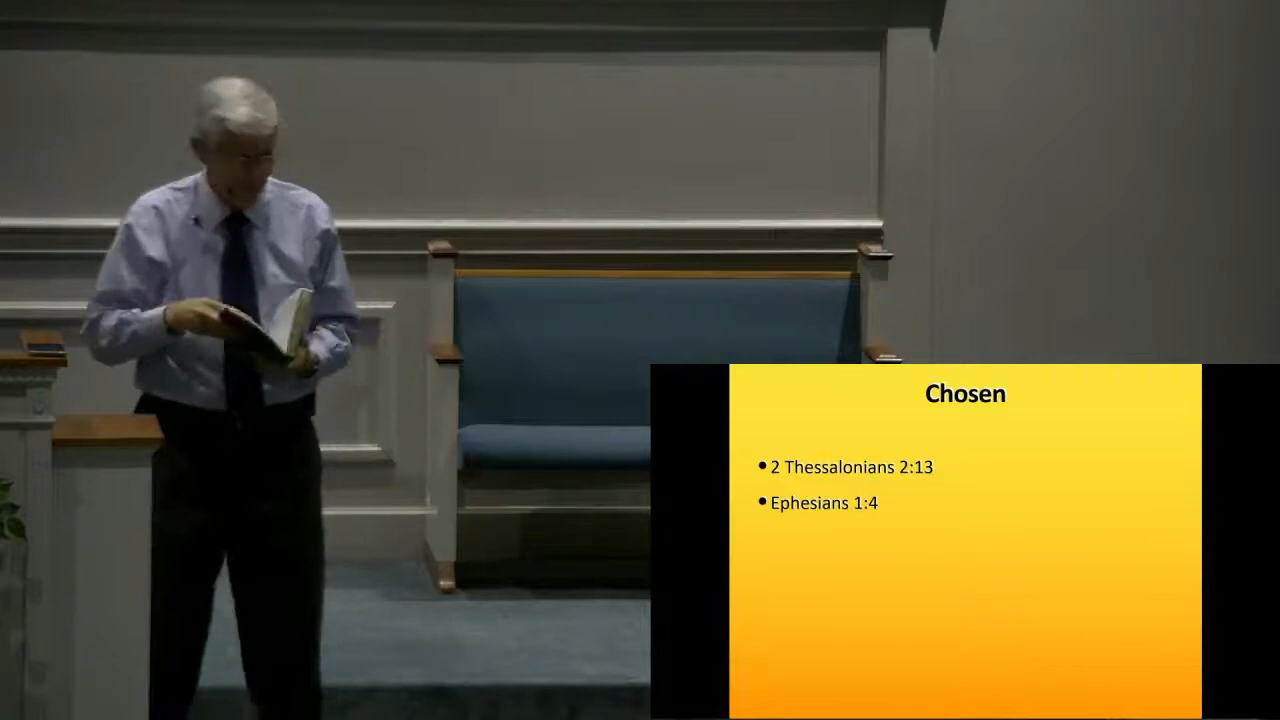 Chosen
• 2 Thessalonians 2:13
• Ephesians 1:4